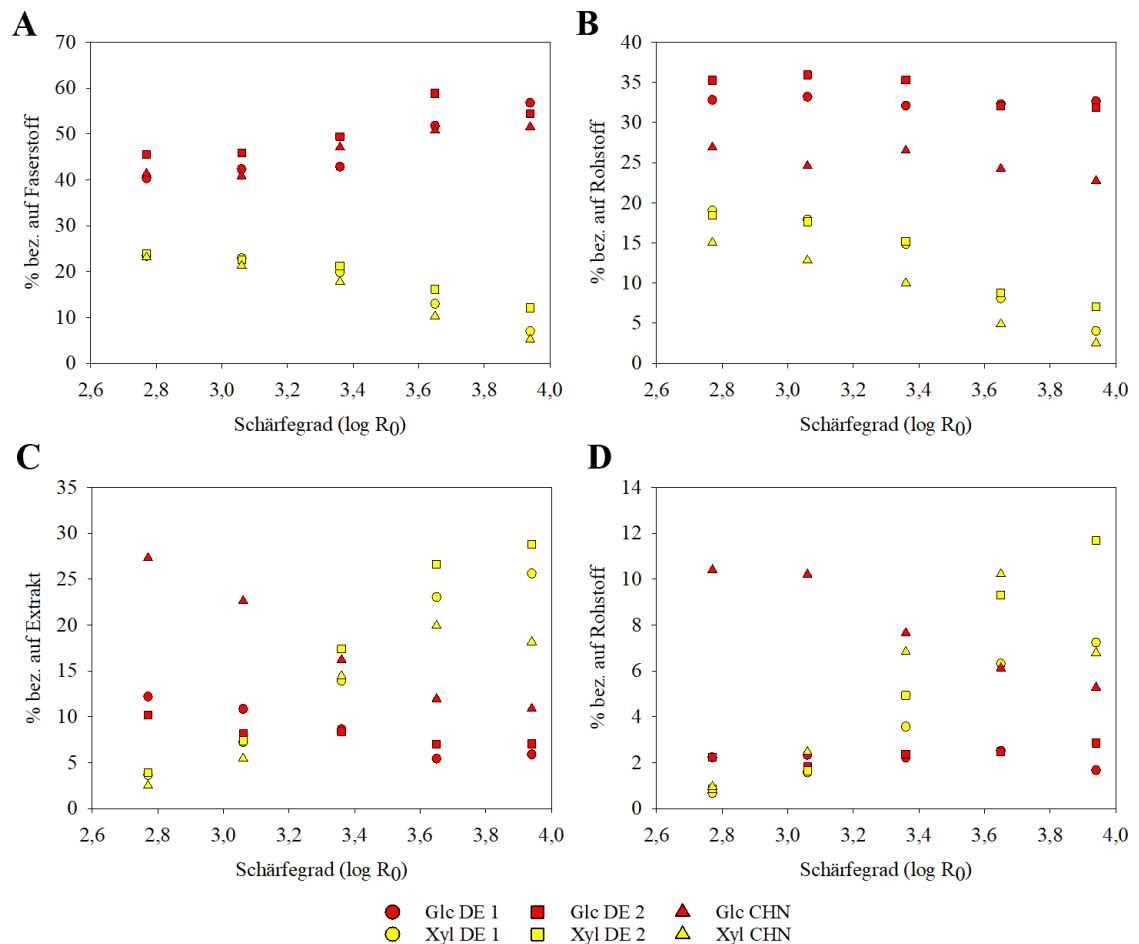 A
70
60
50
40
30
20
10
0
% bez. auf Faserstoff
2,6 2,8 3,0 3,2 3,4 3,6 3,8 4,0
Schärfegrad (log R0)
B
40
35
30
25
20
15
10
5
0
% bez. auf Rohstoff
2,6 2,8 3,0 3,2 3,4 3,6 3,8 4,0
Schärfegrad (log R0)
C
35
30
25
20
15
10
5
0
% bez. auf Extrakt
2,6 2,8 3,0 3,2 3,4 3,6 3,8 4,0
Schärfegrad (log R0)
D
14
12
10
8
6
4
2
0
% bez. auf Rohstoff
2,6 2,8 3,0 3,2 3,4 3,6 3,8 4,0
Schärfegrad (log R0)
Glc DE 1 Glc DE 2 Glc CHN
Xyl DE 1 Xyl DE 2 Xyl CHN